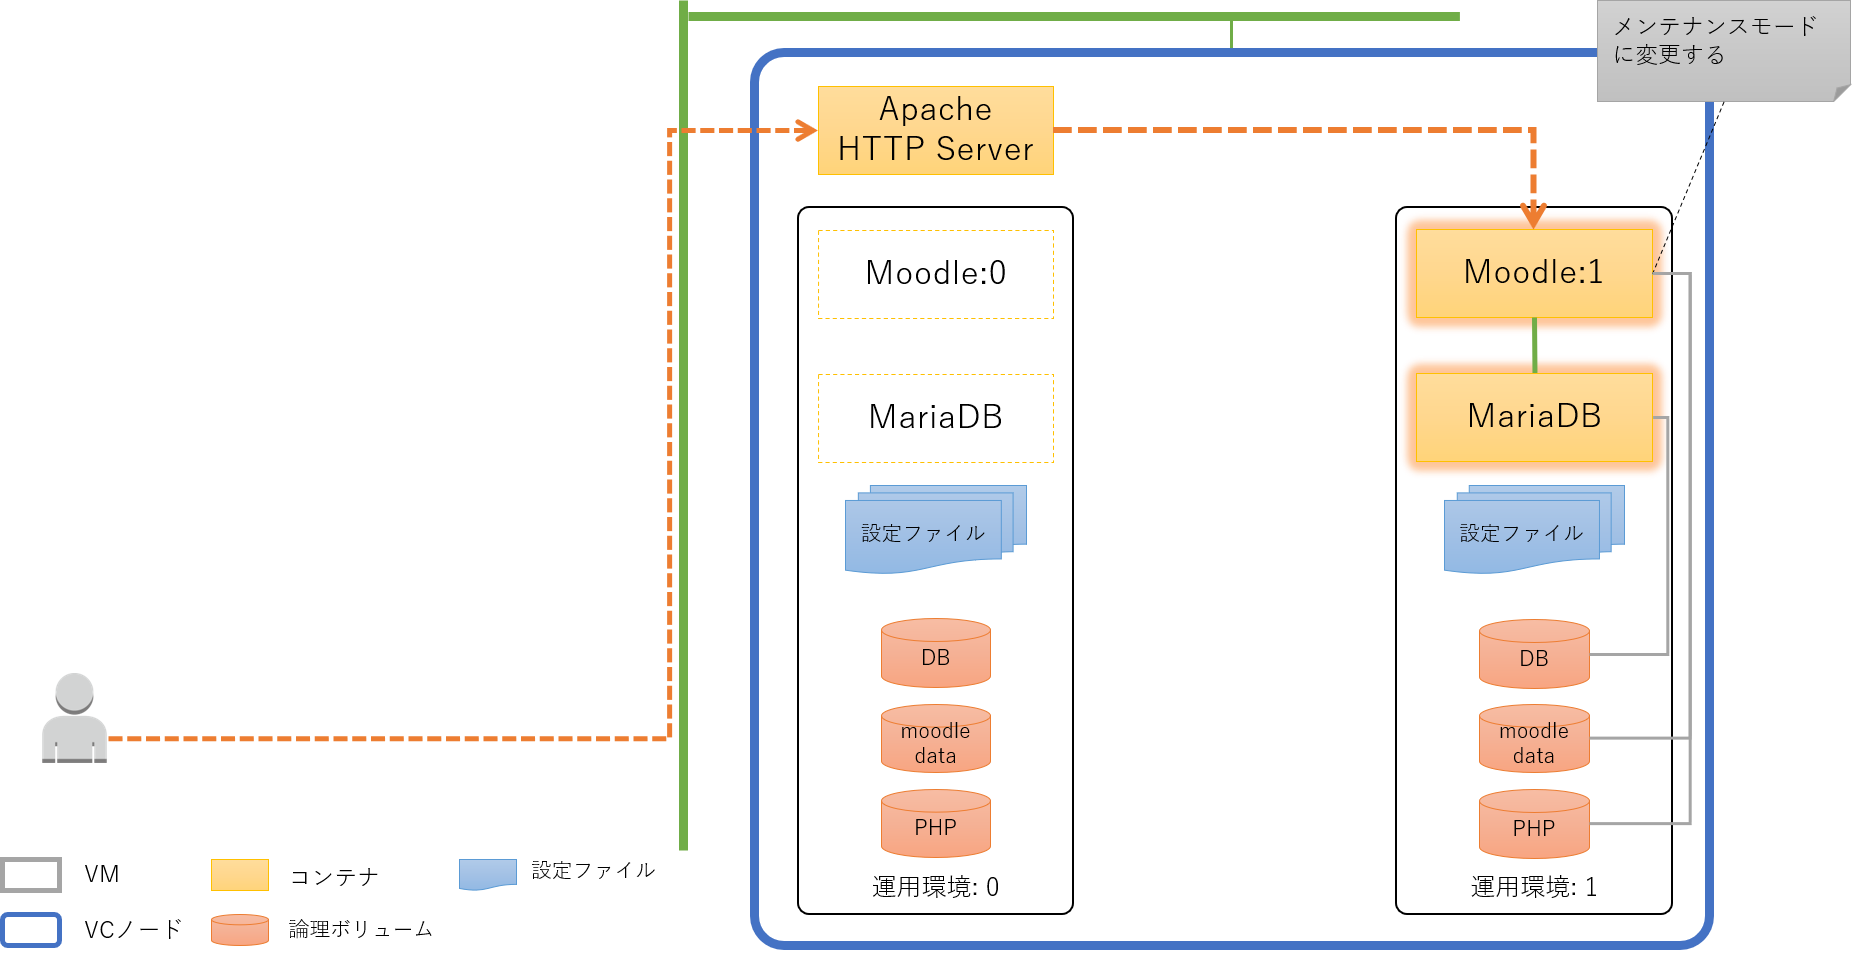 メンテナンスモード
に変更する
Apache
HTTP Server
Moodle:0
MariaDB
設定ファイル
DB
moodle
data
PHP
運用環境: 0
Moodle:1
MariaDB
設定ファイル
DB
moodle
data
PHP
運用環境: 1
VM
コンテナ
設定ファイル
VCノード
論理ボリューム